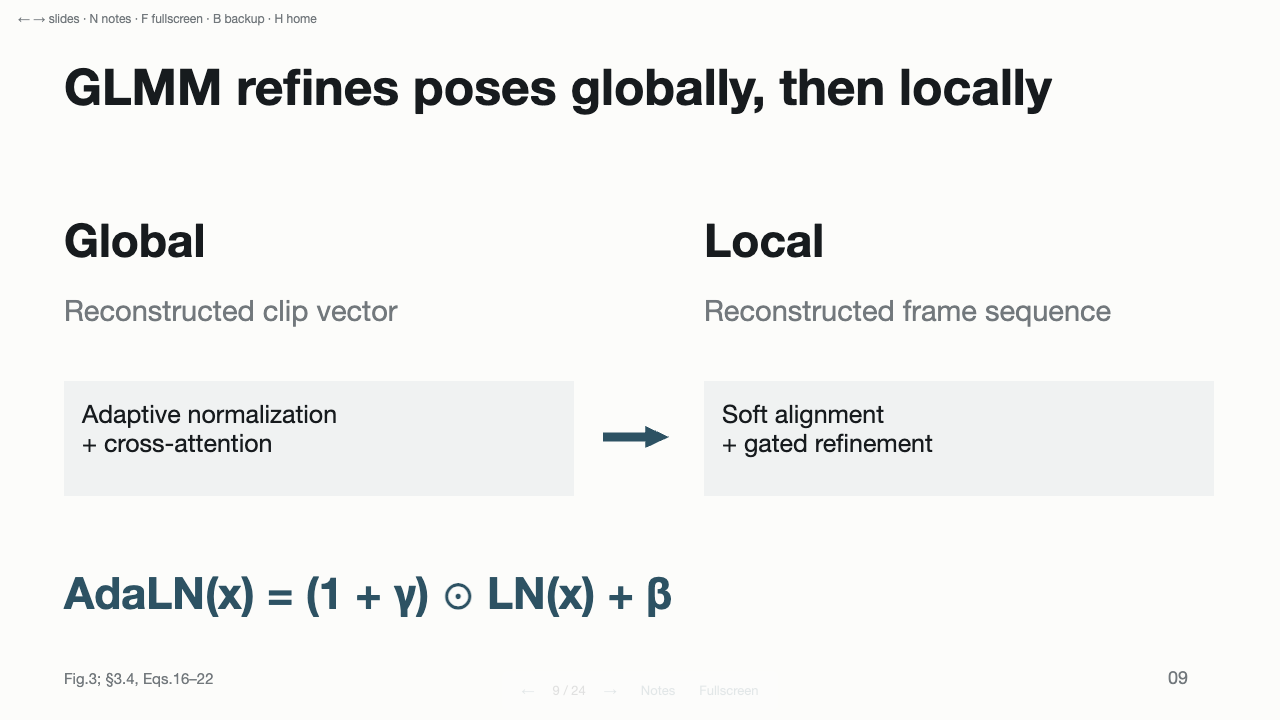 ←→ slides · N notes · F fullscreen · B backup · H home
GLMM refines poses globally, then locally
Global
Reconstructed clip vector
Adaptive normalization
+ cross-attention
Local
Reconstructed frame sequence
Soft alignment
+ gated refinement
AdaLN(x) = (1 + γ) ⊙ LN(x) + β
Fig.3; §3.4, Eqs.16–22
← 9 / 24 → Notes Fullscreen
09